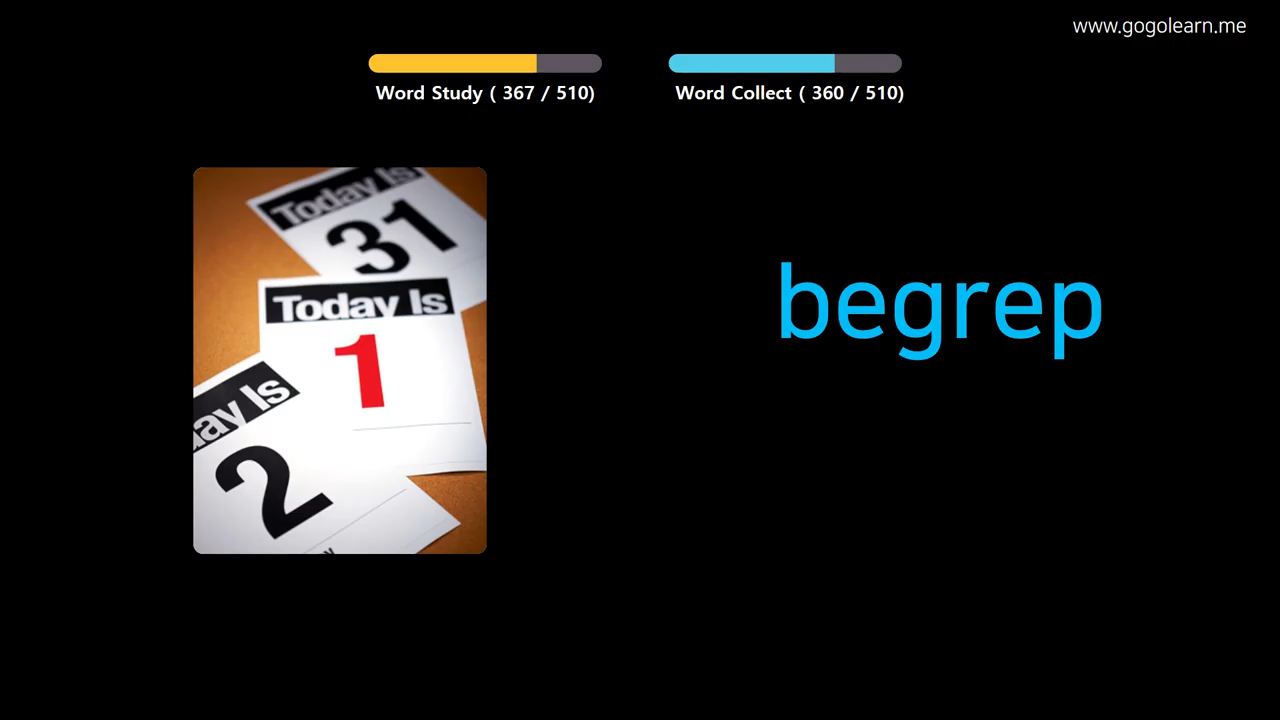 www.gogolearn.me
Word Study ( 367 / 510)
Word Collect ( 360 / 510)
Today Is
31
Today Is
1
ay Is
2
begrep